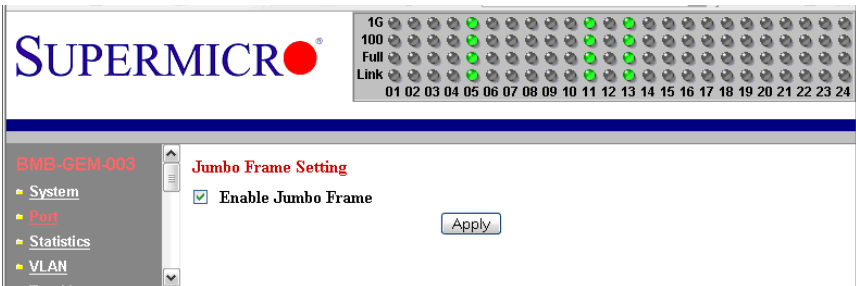 SUPERMICRO®
1G
100
Full
Link
01 02 03 04 05 06 07 08 09 10 11 12 13 14 15 16 17 18 19 20 21 22 23 24
BMB-GEM-003
System
Port
Statistics
VLAN
Jumbo Frame Setting
Enable Jumbo Frame
Apply